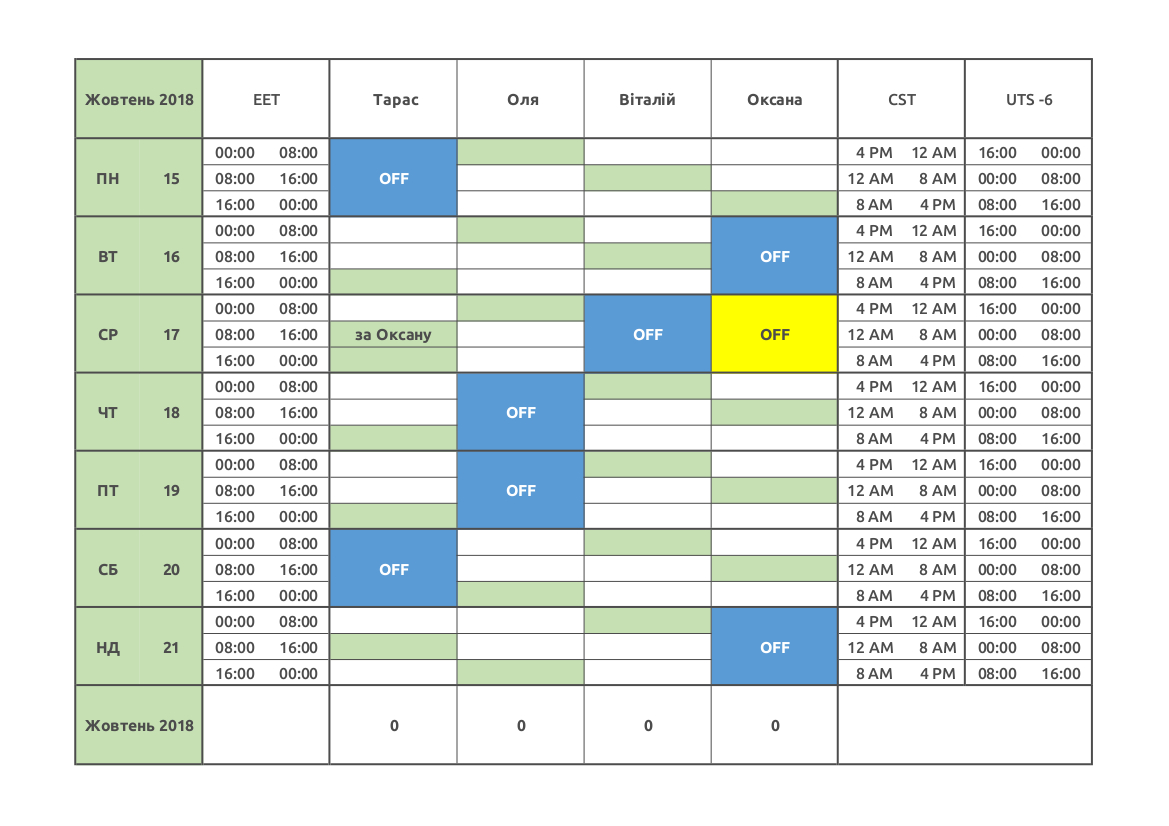 Жовтень 2018 EET Тарас Оля Віталій Оксана CST UTS -6
00:00 08:00 4 PM 12 AM 16:00 00:00
ПН 15 08:00 16:00 OFF 12 AM 8 AM 00:00 08:00
16:00 00:00 8 AM 4 PM 08:00 16:00
00:00 08:00 4 PM 12 AM 16:00 00:00
ВТ 16 08:00 16:00 OFF 12 AM 8 AM 00:00 08:00
16:00 00:00 8 AM 4 PM 08:00 16:00
00:00 08:00 4 PM 12 AM 16:00 00:00
СР 17 08:00 16:00 за Оксану OFF OFF 12 AM 8 AM 00:00 08:00
16:00 00:00 8 AM 4 PM 08:00 16:00
00:00 08:00 4 PM 12 AM 16:00 00:00
ЧТ 18 08:00 16:00 OFF 12 AM 8 AM 00:00 08:00
16:00 00:00 8 AM 4 PM 08:00 16:00
00:00 08:00 4 PM 12 AM 16:00 00:00
ПТ 19 08:00 16:00 OFF 12 AM 8 AM 00:00 08:00
16:00 00:00 8 AM 4 PM 08:00 16:00
00:00 08:00 4 PM 12 AM 16:00 00:00
СБ 20 08:00 16:00 OFF 12 AM 8 AM 00:00 08:00
16:00 00:00 8 AM 4 PM 08:00 16:00
00:00 08:00 4 PM 12 AM 16:00 00:00
НД 21 08:00 16:00 OFF 12 AM 8 AM 00:00 08:00
16:00 00:00 8 AM 4 PM 08:00 16:00
Жовтень 2018 0 0 0 0